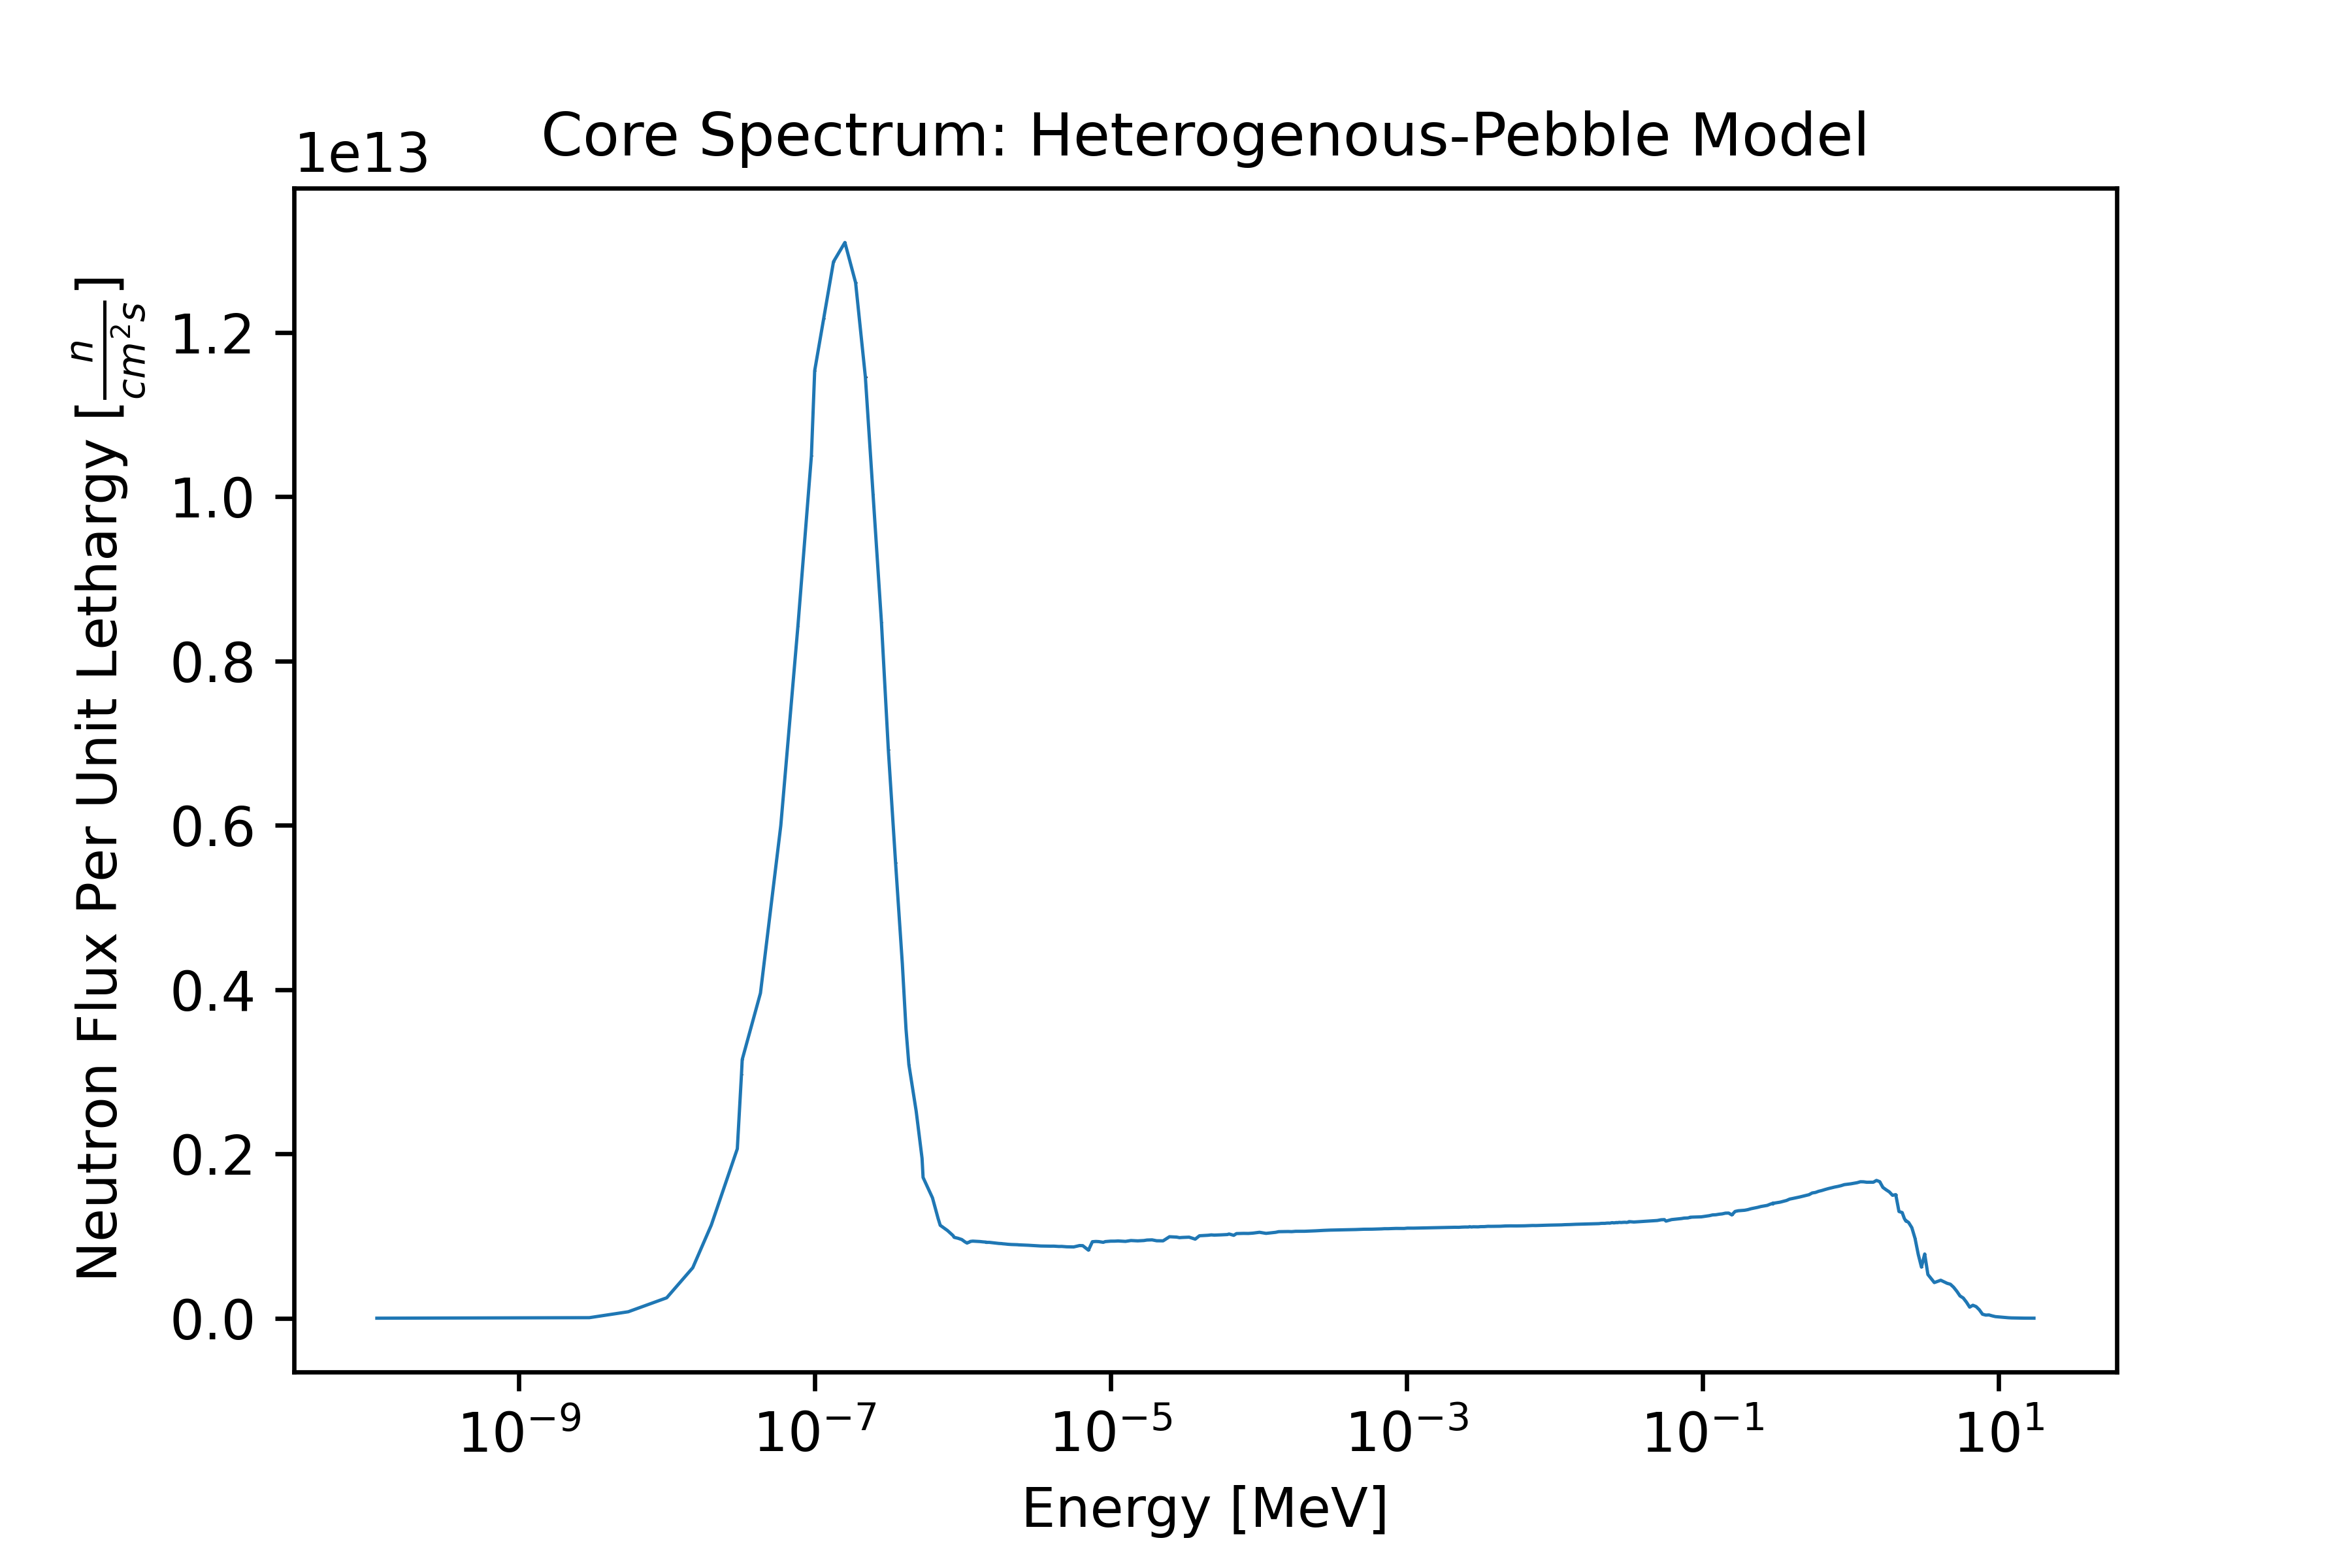 Core Spectrum: Heterogenous-Pebble Model
1e13
Neutron Flux Per Unit Lethargy [n/cm²s]
1.2
1.0
0.8
0.6
0.4
0.2
0.0
10⁻⁹ 10⁻⁷ 10⁻⁵ 10⁻³ 10⁻¹ 10¹
Energy [MeV]